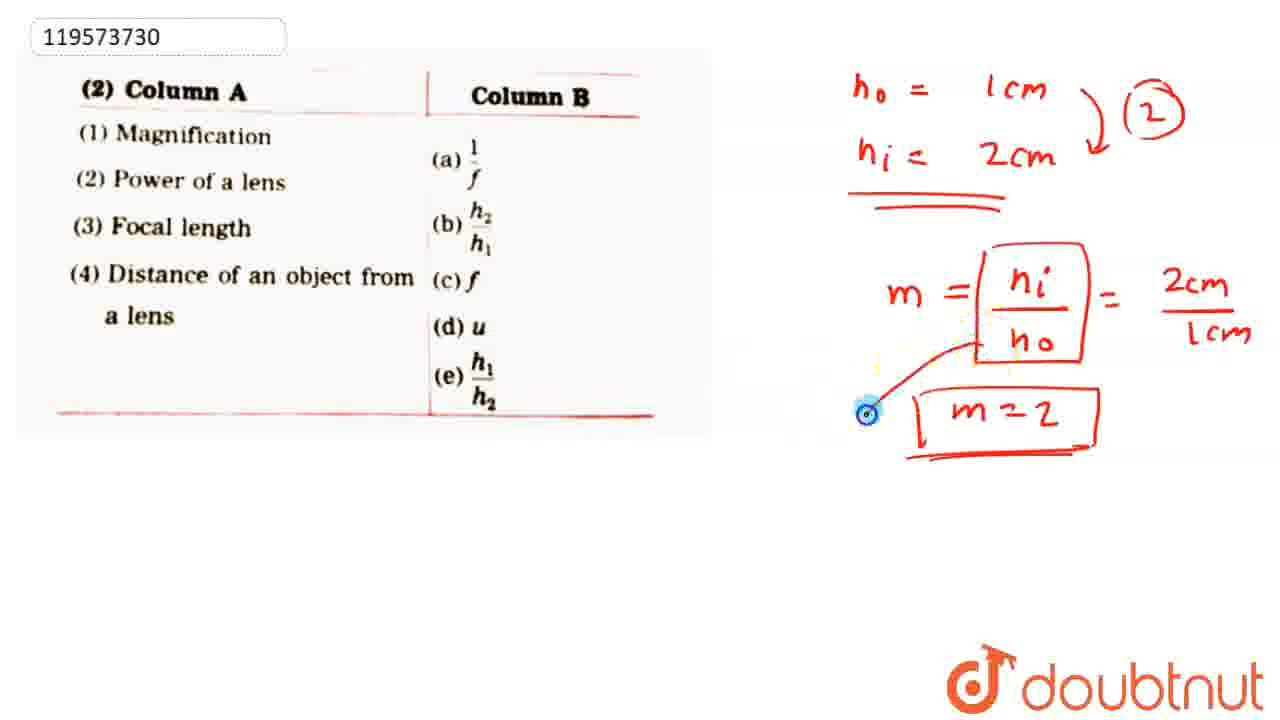 119573730
(2) Column A Column B
(1) Magnification
(2) Power of a lens
(3) Focal length
(4) Distance of an object from
a lens
(a) 1/f
(b) h₂/h₁
(c) f
(d) u
(e) h₁/h₂
h₀ = 1cm
hᵢ = 2cm
2
m = hᵢ/h₀ = 2cm/1cm
m = 2
doubtnut